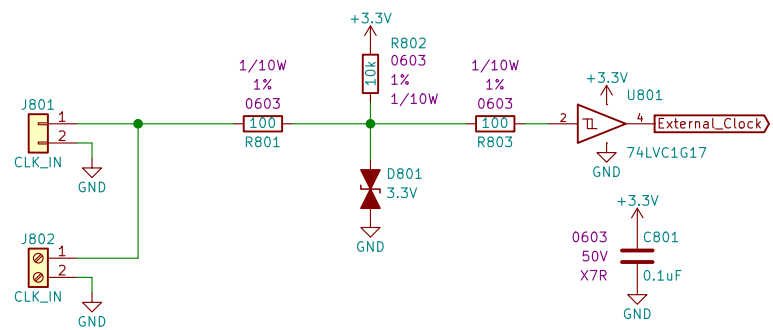 +3.3V
R802
0603
1%
1/10W
10k
1/10W
1%
0603
100
R801
1/10W
1%
0603
100
R803
+3.3V
U801
2
4
External_Clock
74LVC1G17
GND
J801
1
2
CLK_IN
GND
D801
3.3V
GND
J802
1
2
CLK_IN
GND
+3.3V
0603
50V
X7R
C801
0.1uF
GND